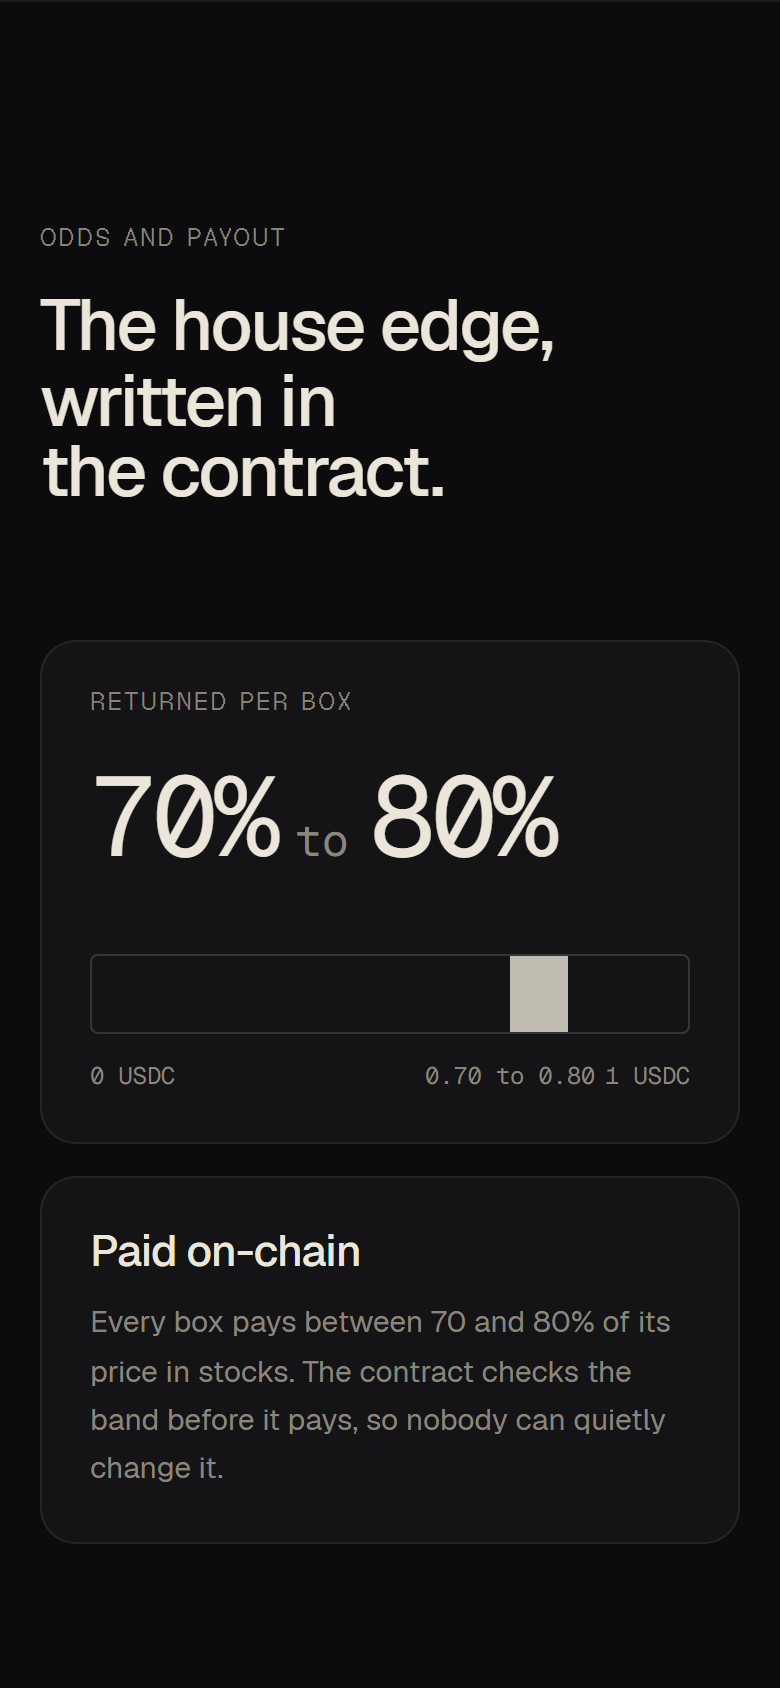 ODDS AND PAYOUT
The house edge,
written in
the contract.
RETURNED PER BOX
70% to 80%
0 USDC 0.70 to 0.80 1 USDC
Paid on-chain
Every box pays between 70 and 80% of its
price in stocks. The contract checks the
band before it pays, so nobody can quietly
change it.